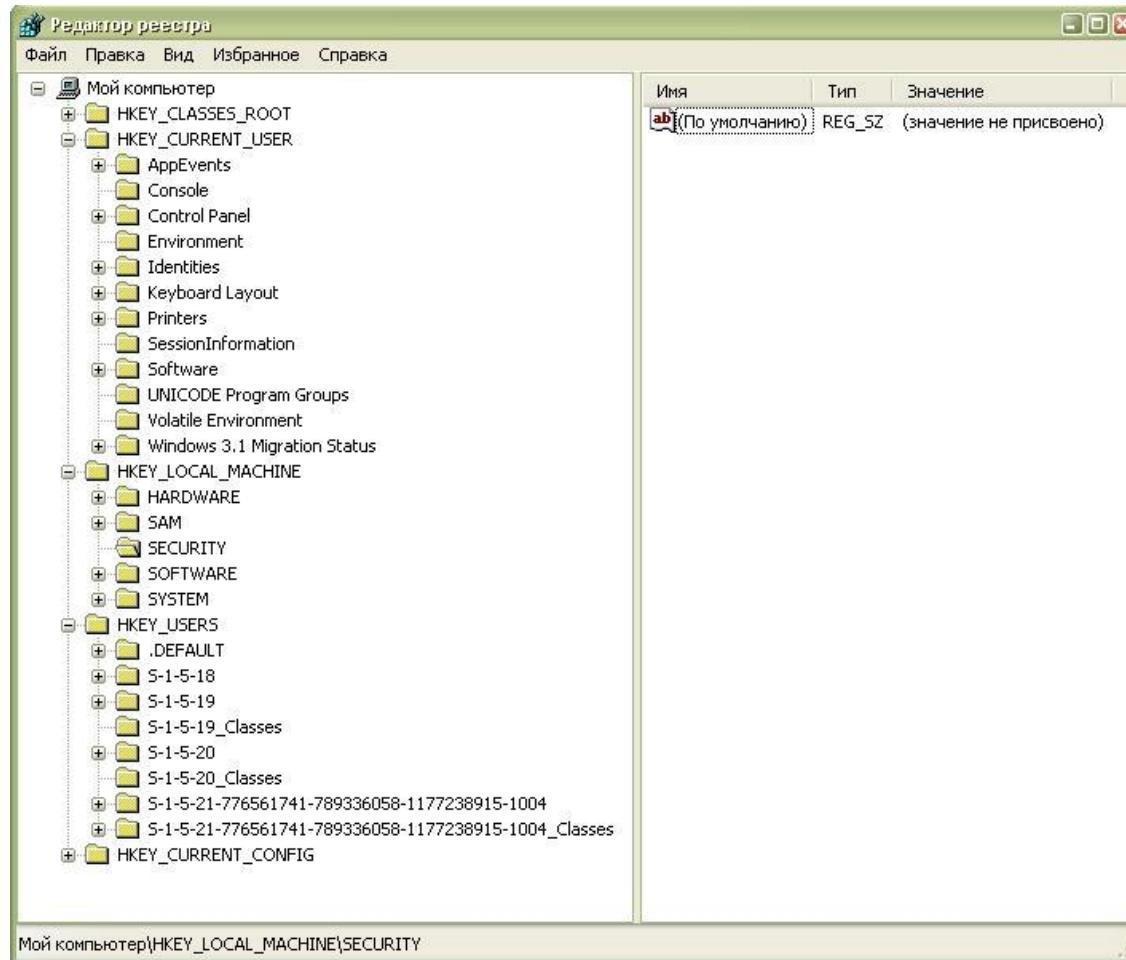 Редактор реестра
Файл Правка Вид Избранное Справка
Мой компьютер
HKEY_CLASSES_ROOT
HKEY_CURRENT_USER
AppEvents
Console
Control Panel
Environment
Identities
Keyboard Layout
Printers
SessionInformation
Software
UNICODE Program Groups
Volatile Environment
Windows 3.1 Migration Status
HKEY_LOCAL_MACHINE
HARDWARE
SAM
SECURITY
SOFTWARE
SYSTEM
HKEY_USERS
.DEFAULT
S-1-5-18
S-1-5-19
S-1-5-19_Classes
S-1-5-20
S-1-5-20_Classes
S-1-5-21-776561741-789336058-1177238915-1004
S-1-5-21-776561741-789336058-1177238915-1004_Classes
HKEY_CURRENT_CONFIG
Имя Тип Значение
ab (По умолчанию) REG_SZ (значение не присвоено)
Мой компьютер\HKEY_LOCAL_MACHINE\SECURITY